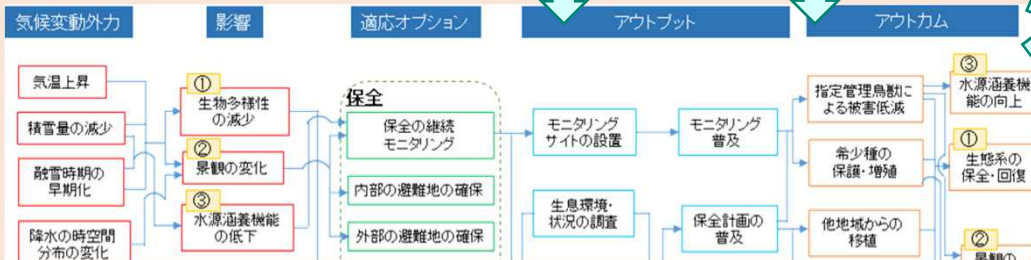 気候変動外力
影響
適応オプション
アウトプット
アウトカム
気温上昇
積雪量の減少
融雪時期の
早期化
降水の時空間
分布の変化
①
生物多様性
の減少
②
景観の変化
③
水源涵養機能
の低下
保全
保全の継続
モニタリング
内部の避難地の確保
外部の避難地の確保
モニタリング
サイトの設置
生息環境・
状況の調査
モニタリング
普及
保全計画の
普及
指定管理鳥獣に
よる被害低減
希少種の
保護・増殖
他地域からの
移植
③
水源涵養機
能の向上
①
生態系の
保全・回復
②
景観の